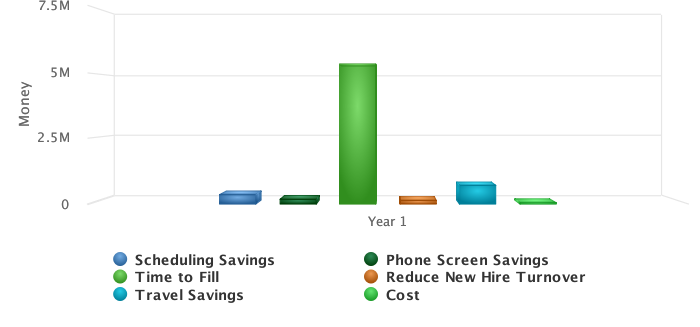 7.5M
5M
2.5M
0
Money
Year 1
Scheduling Savings
Phone Screen Savings
Time to Fill
Reduce New Hire Turnover
Travel Savings
Cost